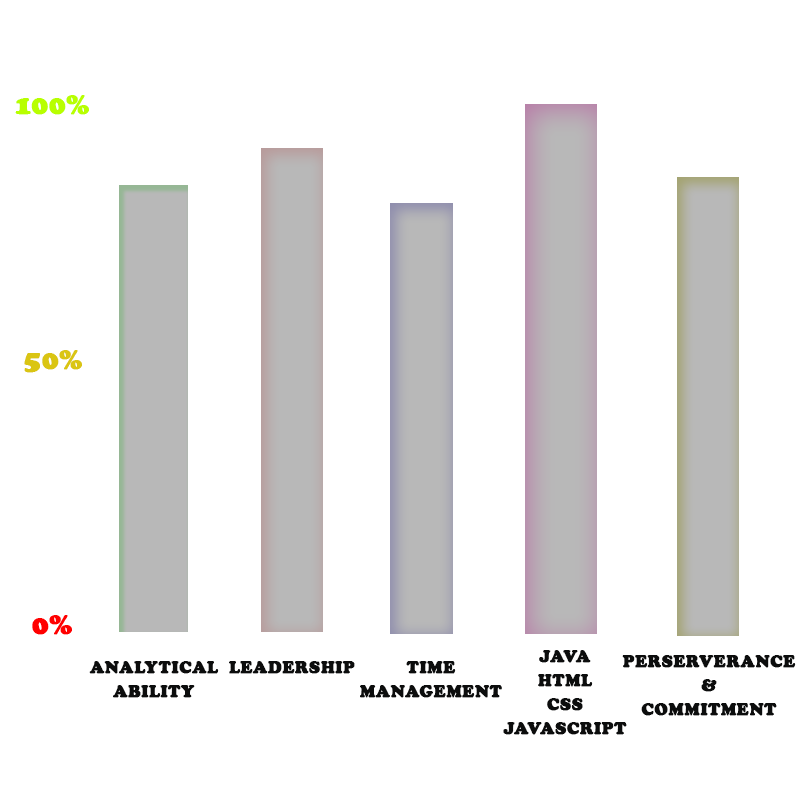 100%
50%
0%
ANALYTICAL
ABILITY
LEADERSHIP
TIME
MANAGEMENT
JAVA
HTML
CSS
JAVASCRIPT
PERSERVERANCE
&
COMMITMENT